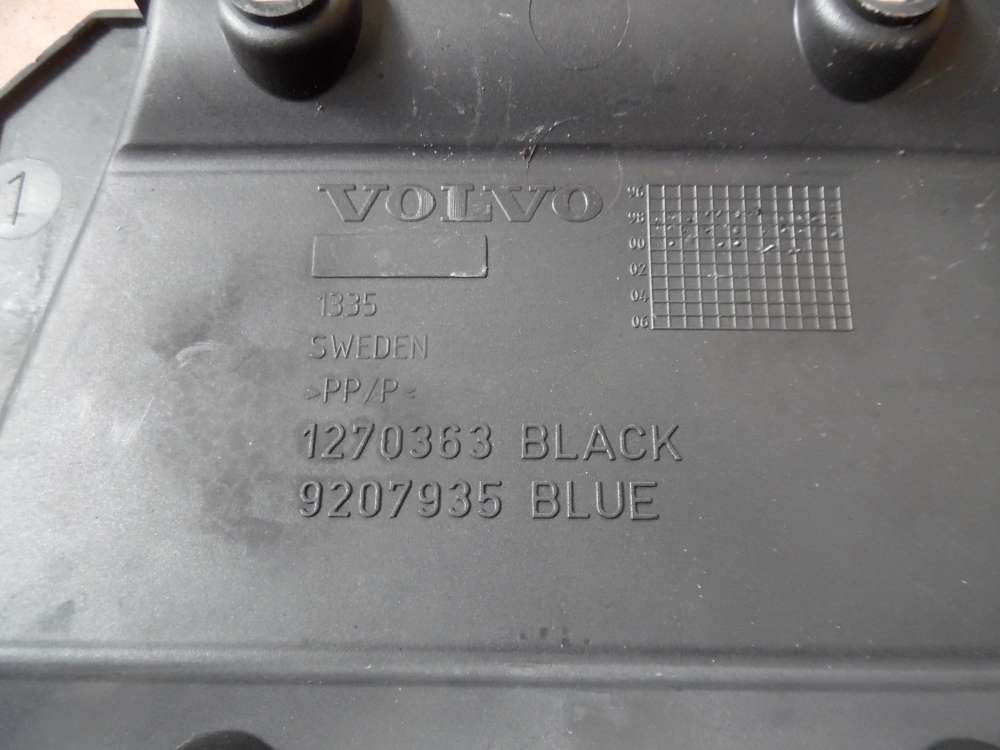 1
VOLVO
96
98
00
02
04
06
1335
SWEDEN
>PP/P<
1270363 BLACK
9207935 BLUE